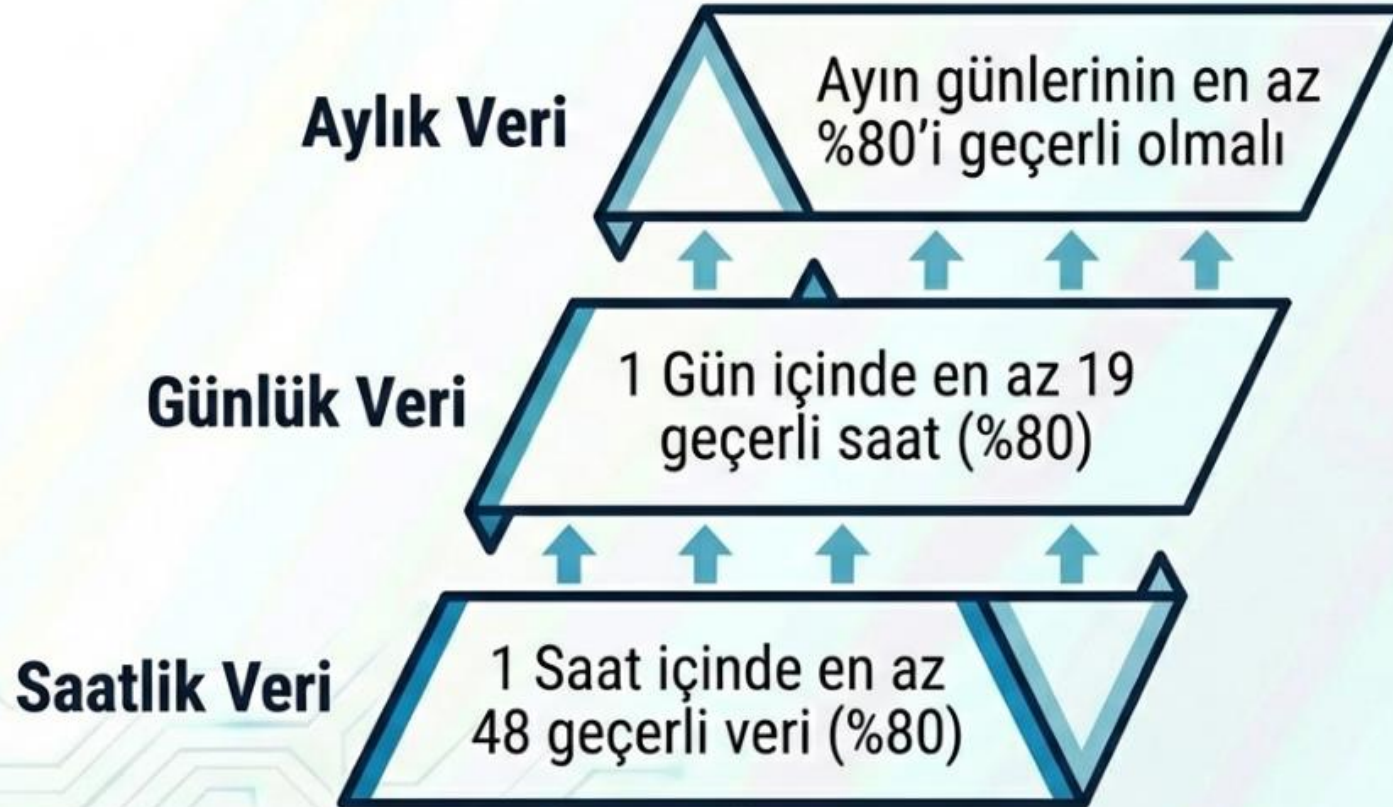 Aylık Veri
Ayın günlerinin en az
%80'i geçerli olmalı
Günlük Veri
1 Gün içinde en az 19
geçerli saat (%80)
Saatlik Veri
1 Saat içinde en az
48 geçerli veri (%80)